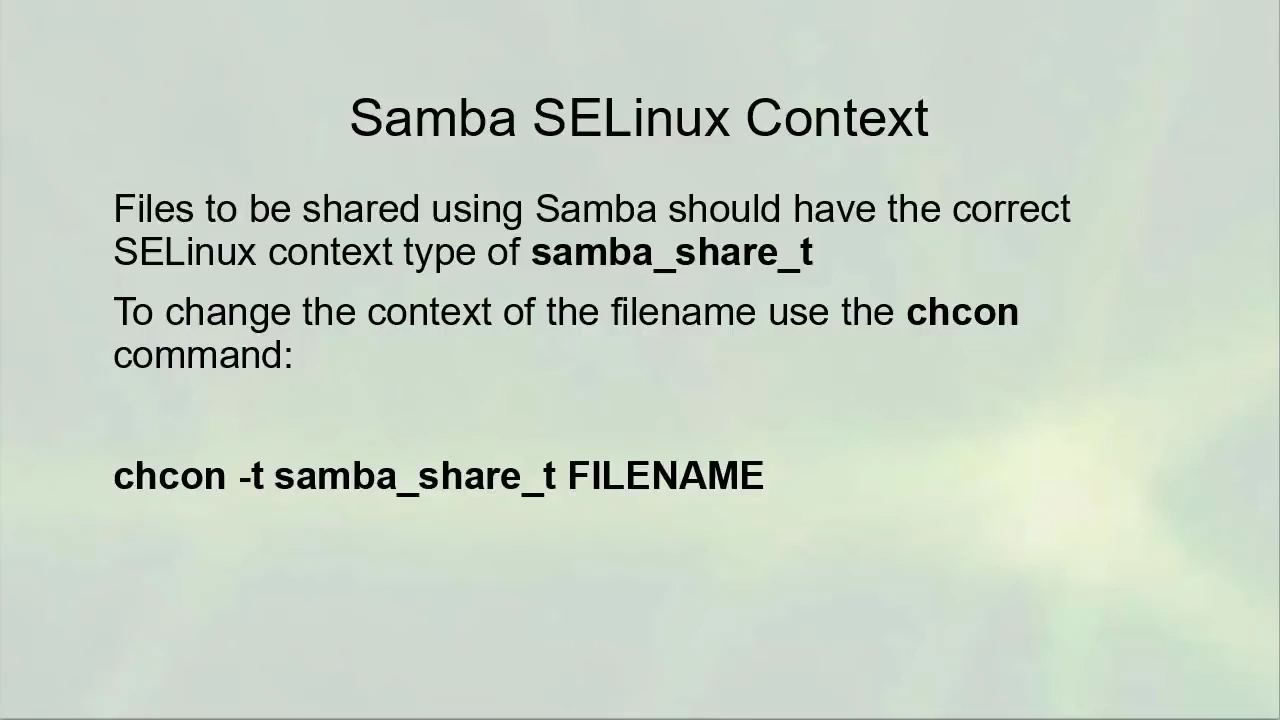 Samba SELinux Context
Files to be shared using Samba should have the correct
SELinux context type of samba_share_t
To change the context of the filename use the chcon
command:
chcon -t samba_share_t FILENAME